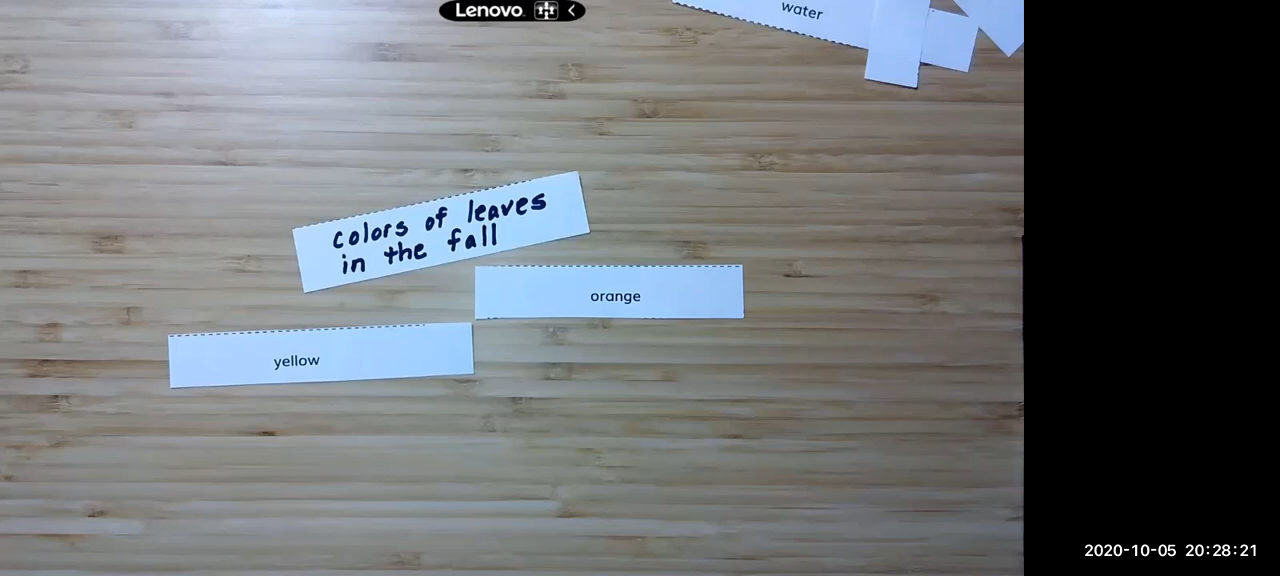 Lenovo
water
colors of leaves
in the fall
orange
yellow
2020-10-05 20:28:21